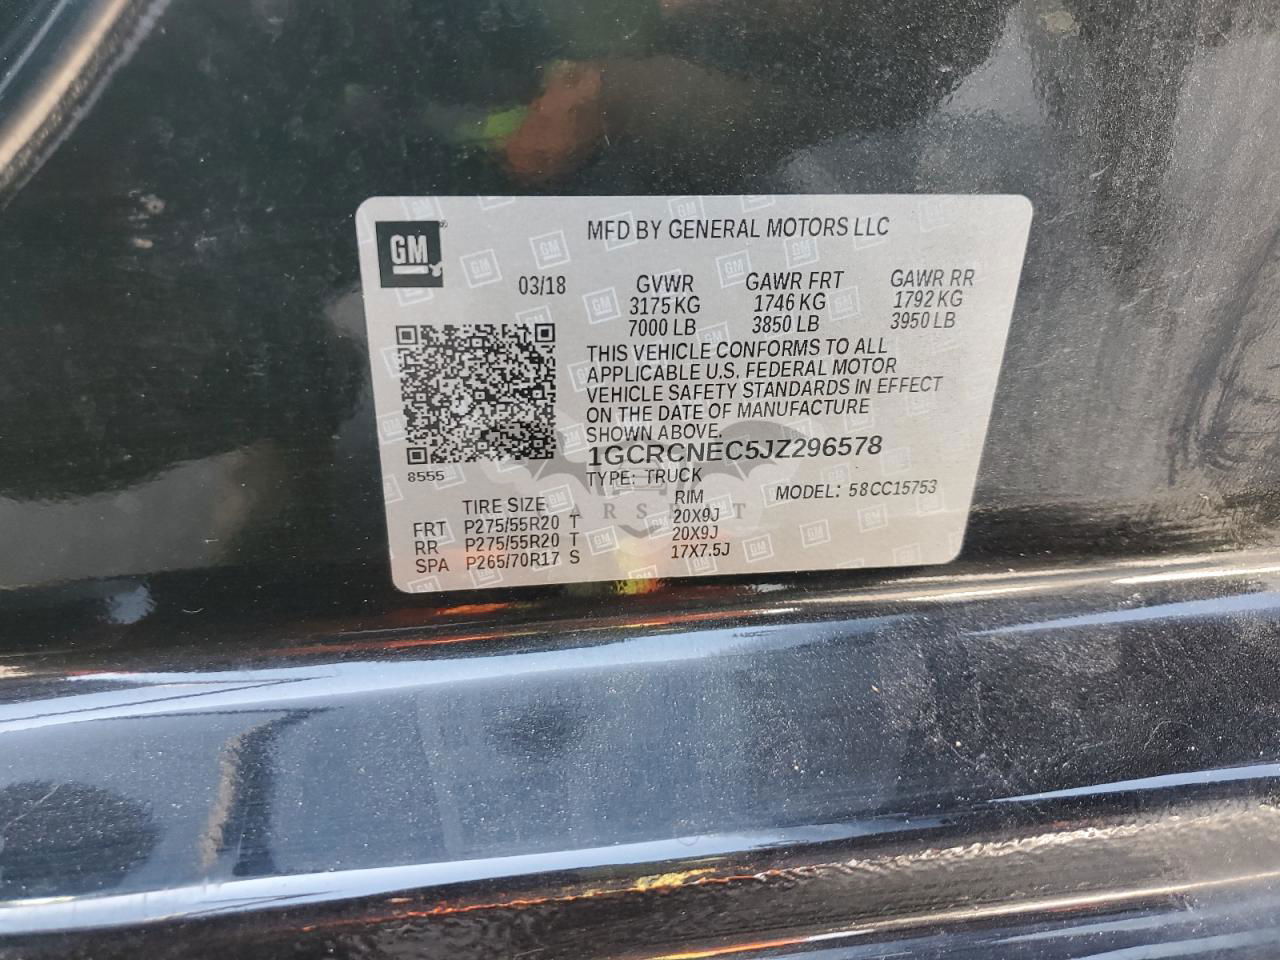 GM
MFD BY GENERAL MOTORS LLC
03/18 GVWR GAWR FRT GAWR RR
3175 KG 1746 KG 1792 KG
7000 LB 3850 LB 3950 LB
THIS VEHICLE CONFORMS TO ALL
APPLICABLE U.S. FEDERAL MOTOR
VEHICLE SAFETY STANDARDS IN EFFECT
ON THE DATE OF MANUFACTURE
SHOWN ABOVE.
1GCRCNEC5JZ296578
8555
TYPE: TRUCK
MODEL: 58CC15753
TIRE SIZE RIM
FRT P275/55R20 T 20X9J
RR P275/55R20 T 20X9J
SPA P265/70R17 S 17X7.5J